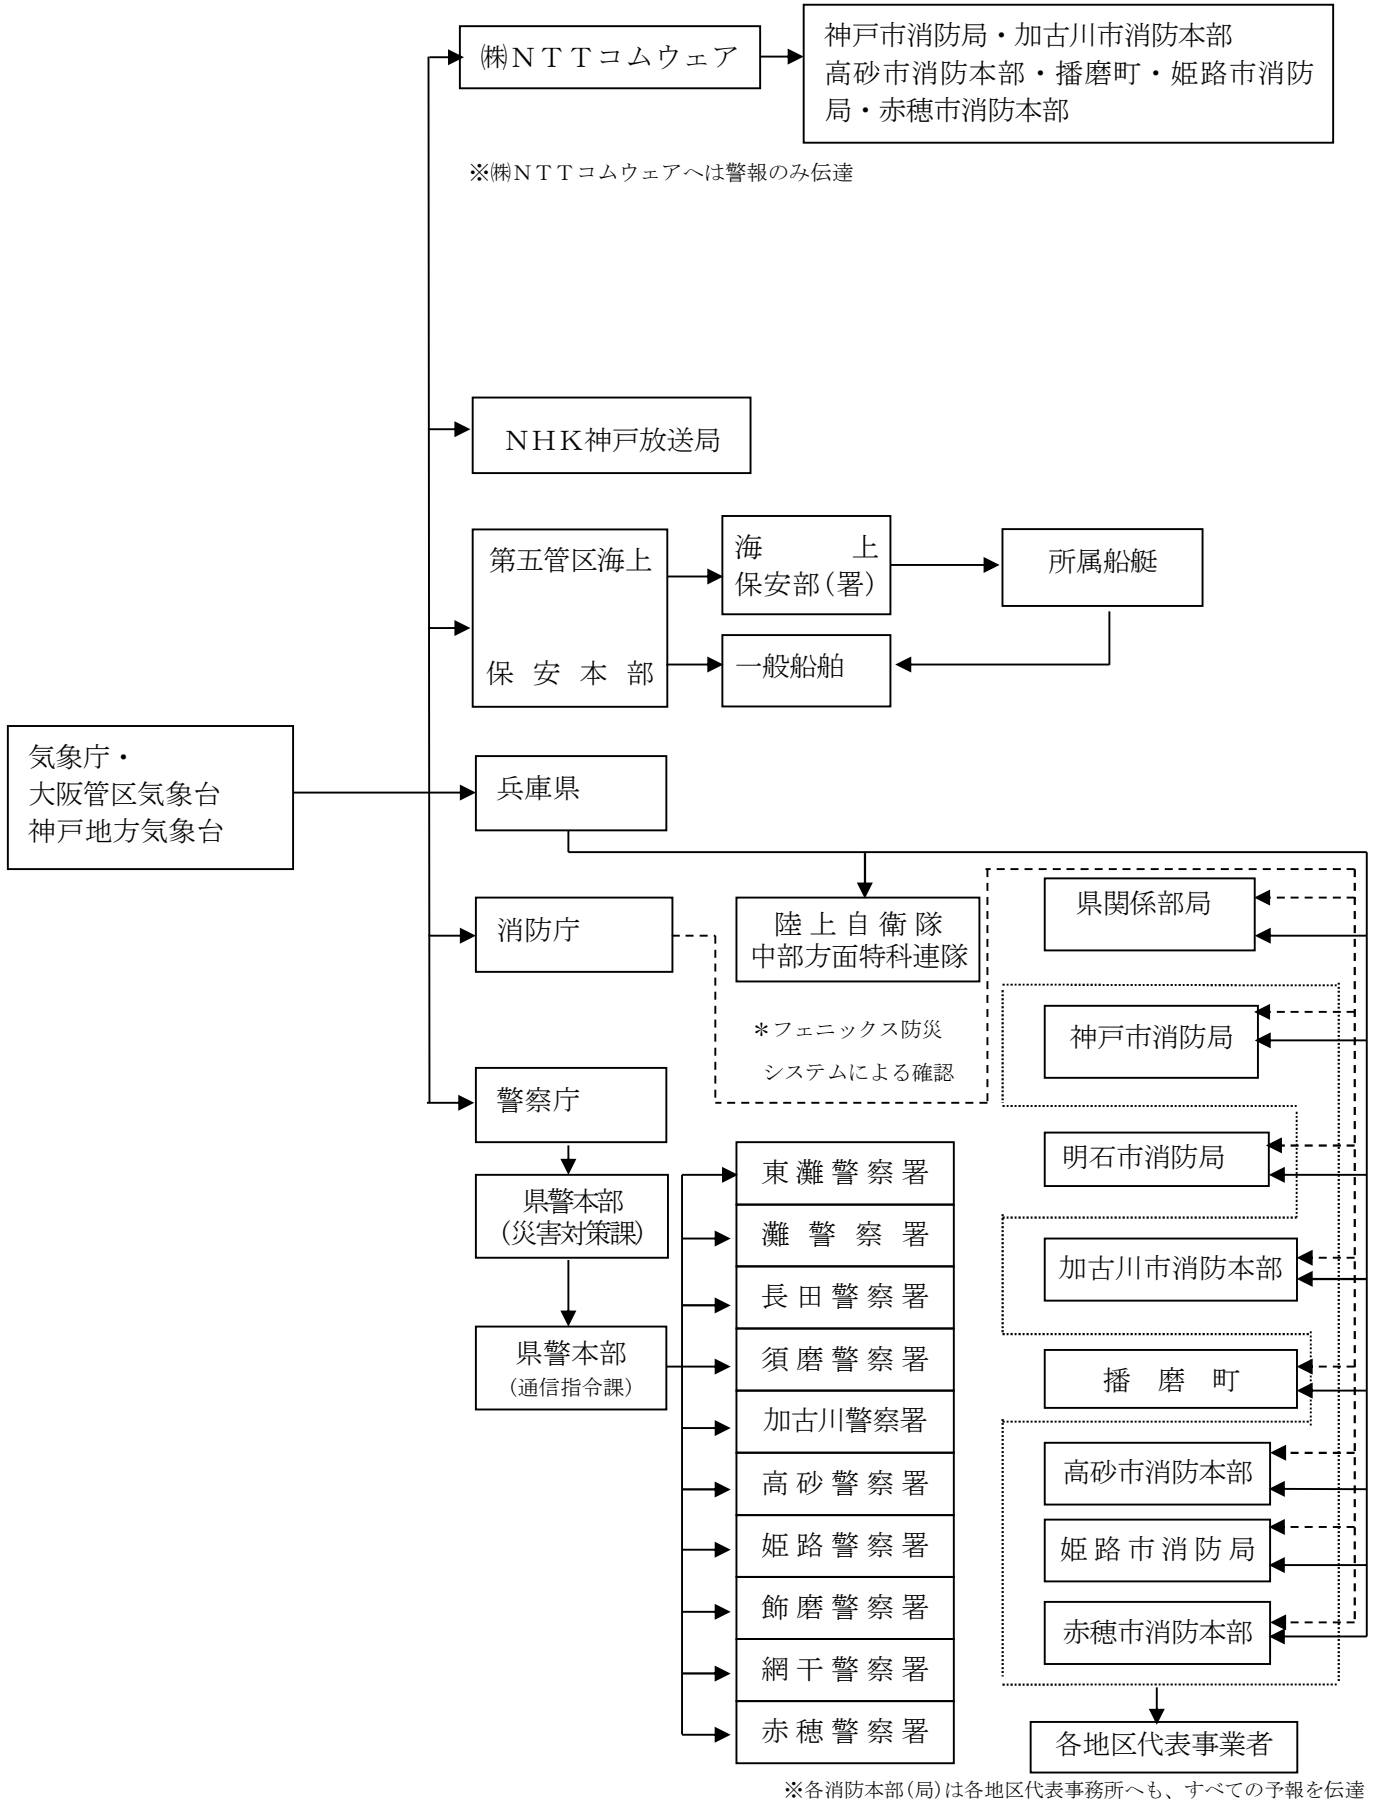 ㈱ＮＴＴコムウェア
神戸市消防局・加古川市消防本部
高砂市消防本部・播磨町・姫路市消防
局・赤穂市消防本部
※㈱ＮＴＴコムウェアへは警報のみ伝達
ＮＨＫ神戸放送局
第五管区海上
保安本部
海上
保安部（署）
所属船艇
一般船舶
気象庁・
大阪管区気象台
神戸地方気象台
兵庫県
消防庁
陸上自衛隊
中部方面特科連隊
＊フェニックス防災
システムによる確認
警察庁
県警本部
（災害対策課）
県警本部
（通信指令課）
東灘警察署
灘警察署
長田警察署
須磨警察署
加古川警察署
高砂警察署
姫路警察署
飾磨警察署
網干警察署
赤穂警察署
県関係部局
神戸市消防局
明石市消防局
加古川市消防本部
播磨町
高砂市消防本部
姫路市消防局
赤穂市消防本部
各地区代表事業者
※各消防本部(局)は各地区代表事務所へも、すべての予報を伝達